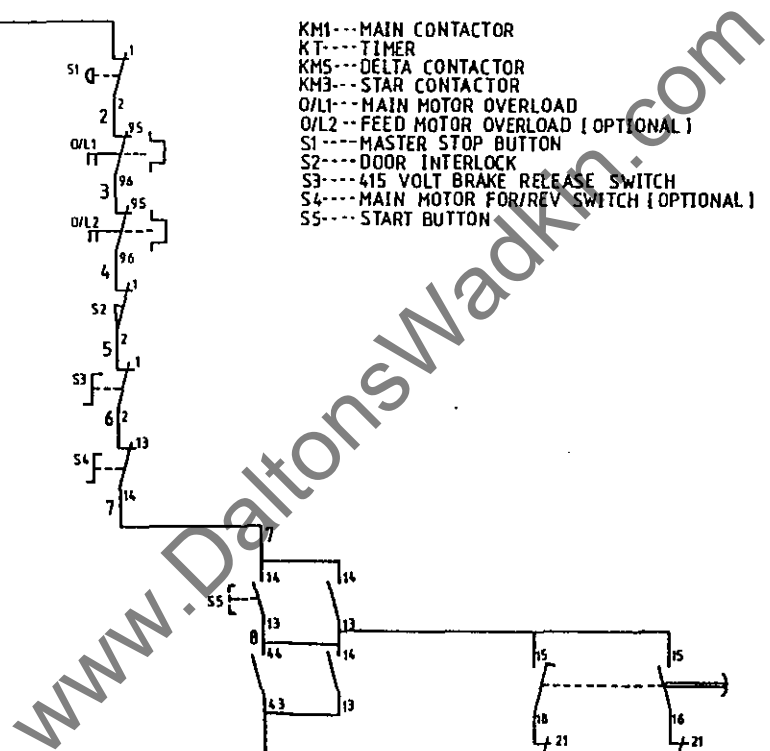 KM1---MAIN CONTACTOR
KT----TIMER
KM5---DELTA CONTACTOR
KM3---STAR CONTACTOR
O/L1---MAIN MOTOR OVERLOAD
O/L2--FEED MOTOR OVERLOAD [OPTIONAL]
S1----MASTER STOP BUTTON
S2----DOOR INTERLOCK
S3----415 VOLT BRAKE RELEASE SWITCH
S4----MAIN MOTOR FOR/REV SWITCH [OPTIONAL]
S5----START BUTTON
1
S1
2
2
95
O/L1
96
3
95
O/L2
96
4
1
S2
2
5
1
S3
6
2
13
S4
14
7
7
14
14
S5
13
13
8
44
14
43
13
15
15
18
16
21
21
www.DaltonsWadkin.com